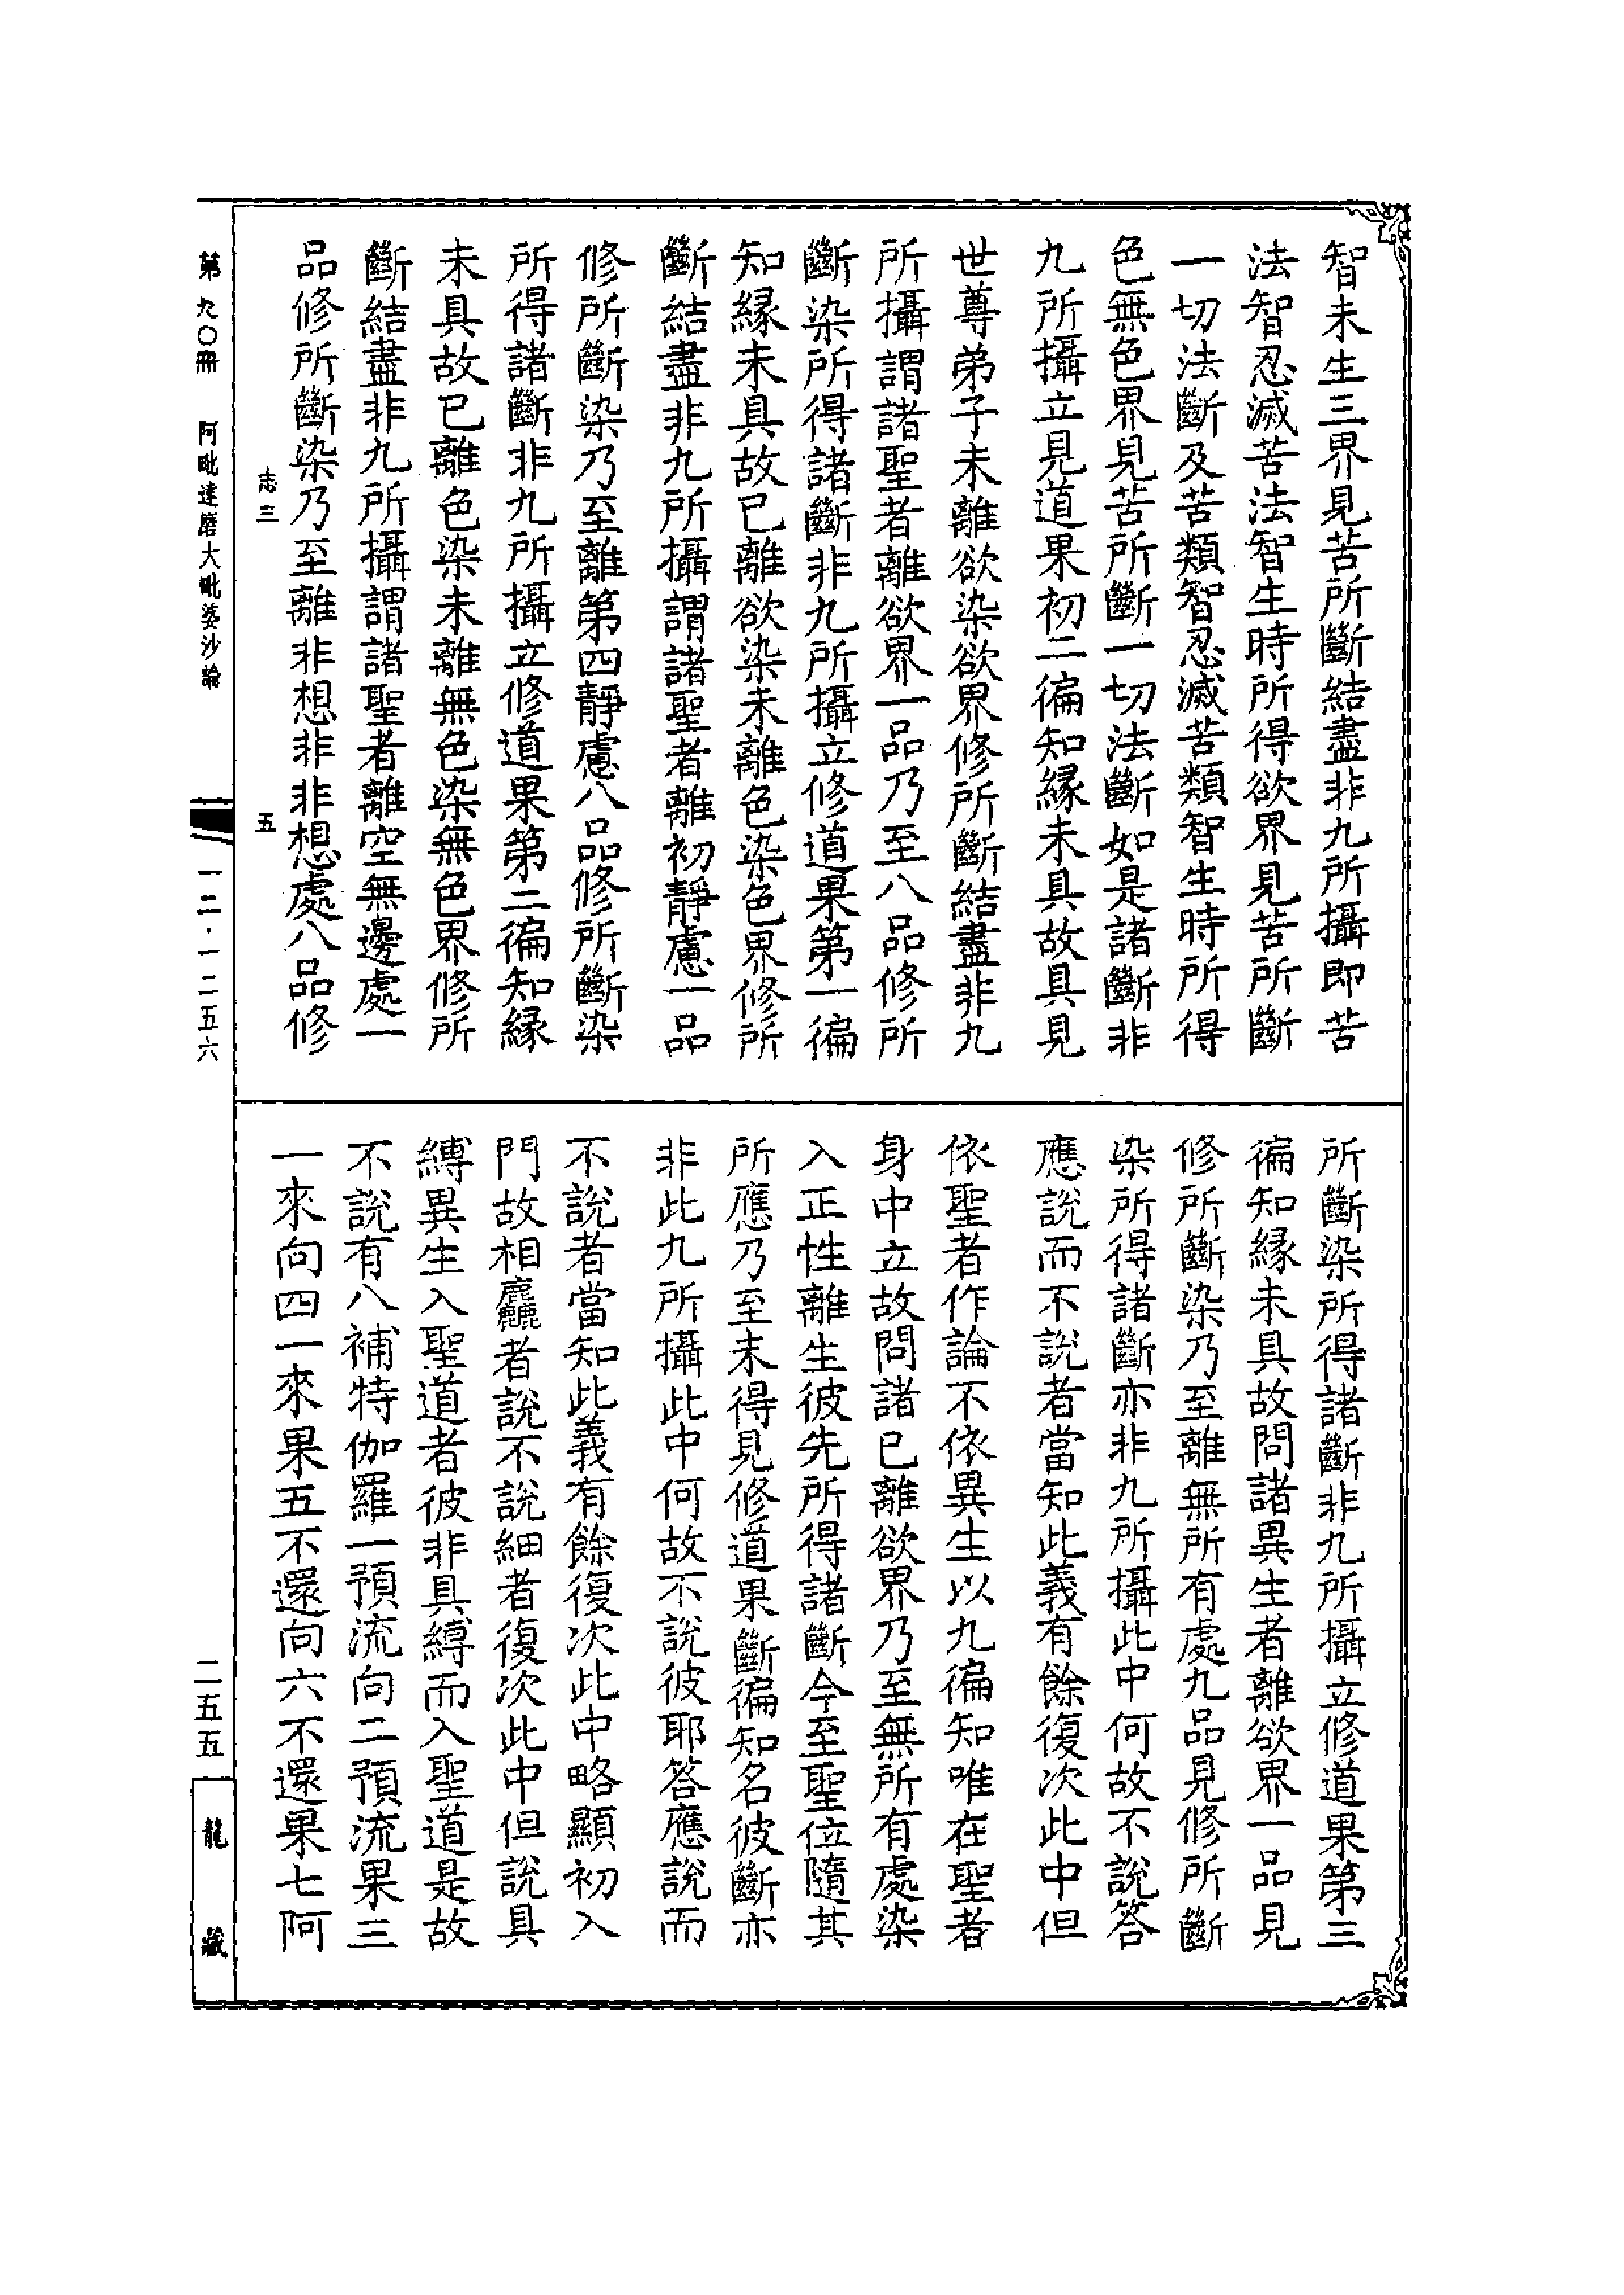 智未生三界見苦所斷結盡非九所攝即苦
法智忍滅苦法智生時所得欲界見苦所斷
一切法斷及苦類智忍滅苦類智生時所得
色無色界見苦所斷一切法斷如是諸斷非
九所攝立見道果初二徧知緣未具故具見
世尊弟子未離欲染欲界修所斷結盡非九
所攝謂諸聖者離欲界一品乃至八品修所
斷染所得諸斷非九所攝立修道果第一徧
知緣未具故已離欲染未離色染色界修所
斷結盡非九所攝謂諸聖者離初靜慮一品
修所斷染乃至離第四靜慮八品修所斷染
所得諸斷非九所攝立修道果第二徧知緣
未具故已離色染未離無色染無色界修所
斷結盡非九所攝謂諸聖者離空無邊處一
品修所斷染乃至離非想非非想處八品修
所斷染所得諸斷非九所攝立修道果第三
徧知緣未具故問諸異生者離欲界一品見
修所斷染乃至離無所有處九品見修所斷
染所得諸斷亦非九所攝此中何故不說答
應說而不說者當知此義有餘復次此中但
依聖者作論不依異生以九徧知唯在聖者
身中立故問諸已離欲界乃至無所有處染
入正性離生彼先所得諸斷今至聖位隨其
所應乃至未得見修道果斷徧知名彼斷亦
非此九所攝此中何故不說彼耶答應說而
不說者當知此義有餘復次此中略顯初入
門故相麤者說不說細者復次此中但說具
縛異生入聖道者彼非具縛而入聖道是故
不說有八補特伽羅一預流向二預流果三
一來向四一來果五不還向六不還果七阿
志三
五
第九〇冊
阿毗達磨大毗婆沙論
一二·一二五六
二五五
龍藏